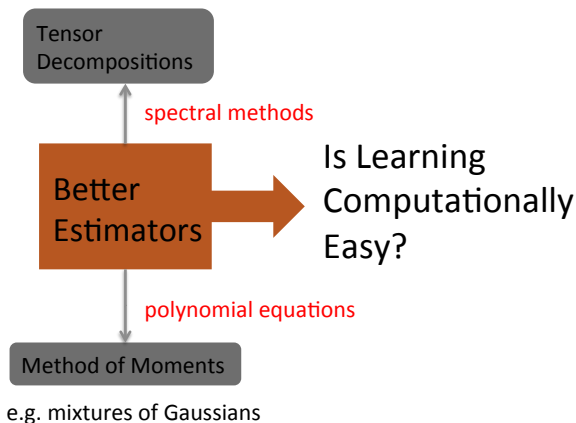 Tensor
Decompositions
spectral methods
Better
Estimators
Is Learning
Computationally
Easy?
polynomial equations
Method of Moments
e.g. mixtures of Gaussians